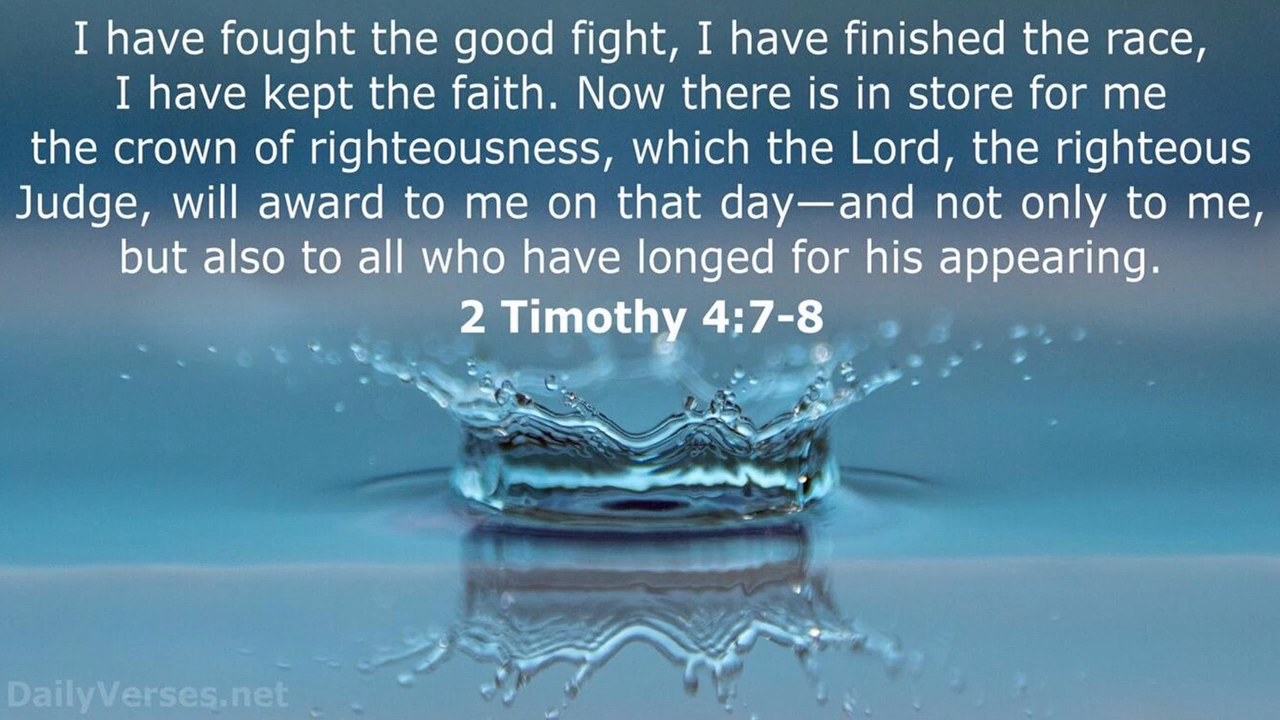 I have fought the good fight, I have finished the race,
I have kept the faith. Now there is in store for me
the crown of righteousness, which the Lord, the righteous
Judge, will award to me on that day—and not only to me,
but also to all who have longed for his appearing.
2 Timothy 4:7-8
DailyVerses.net